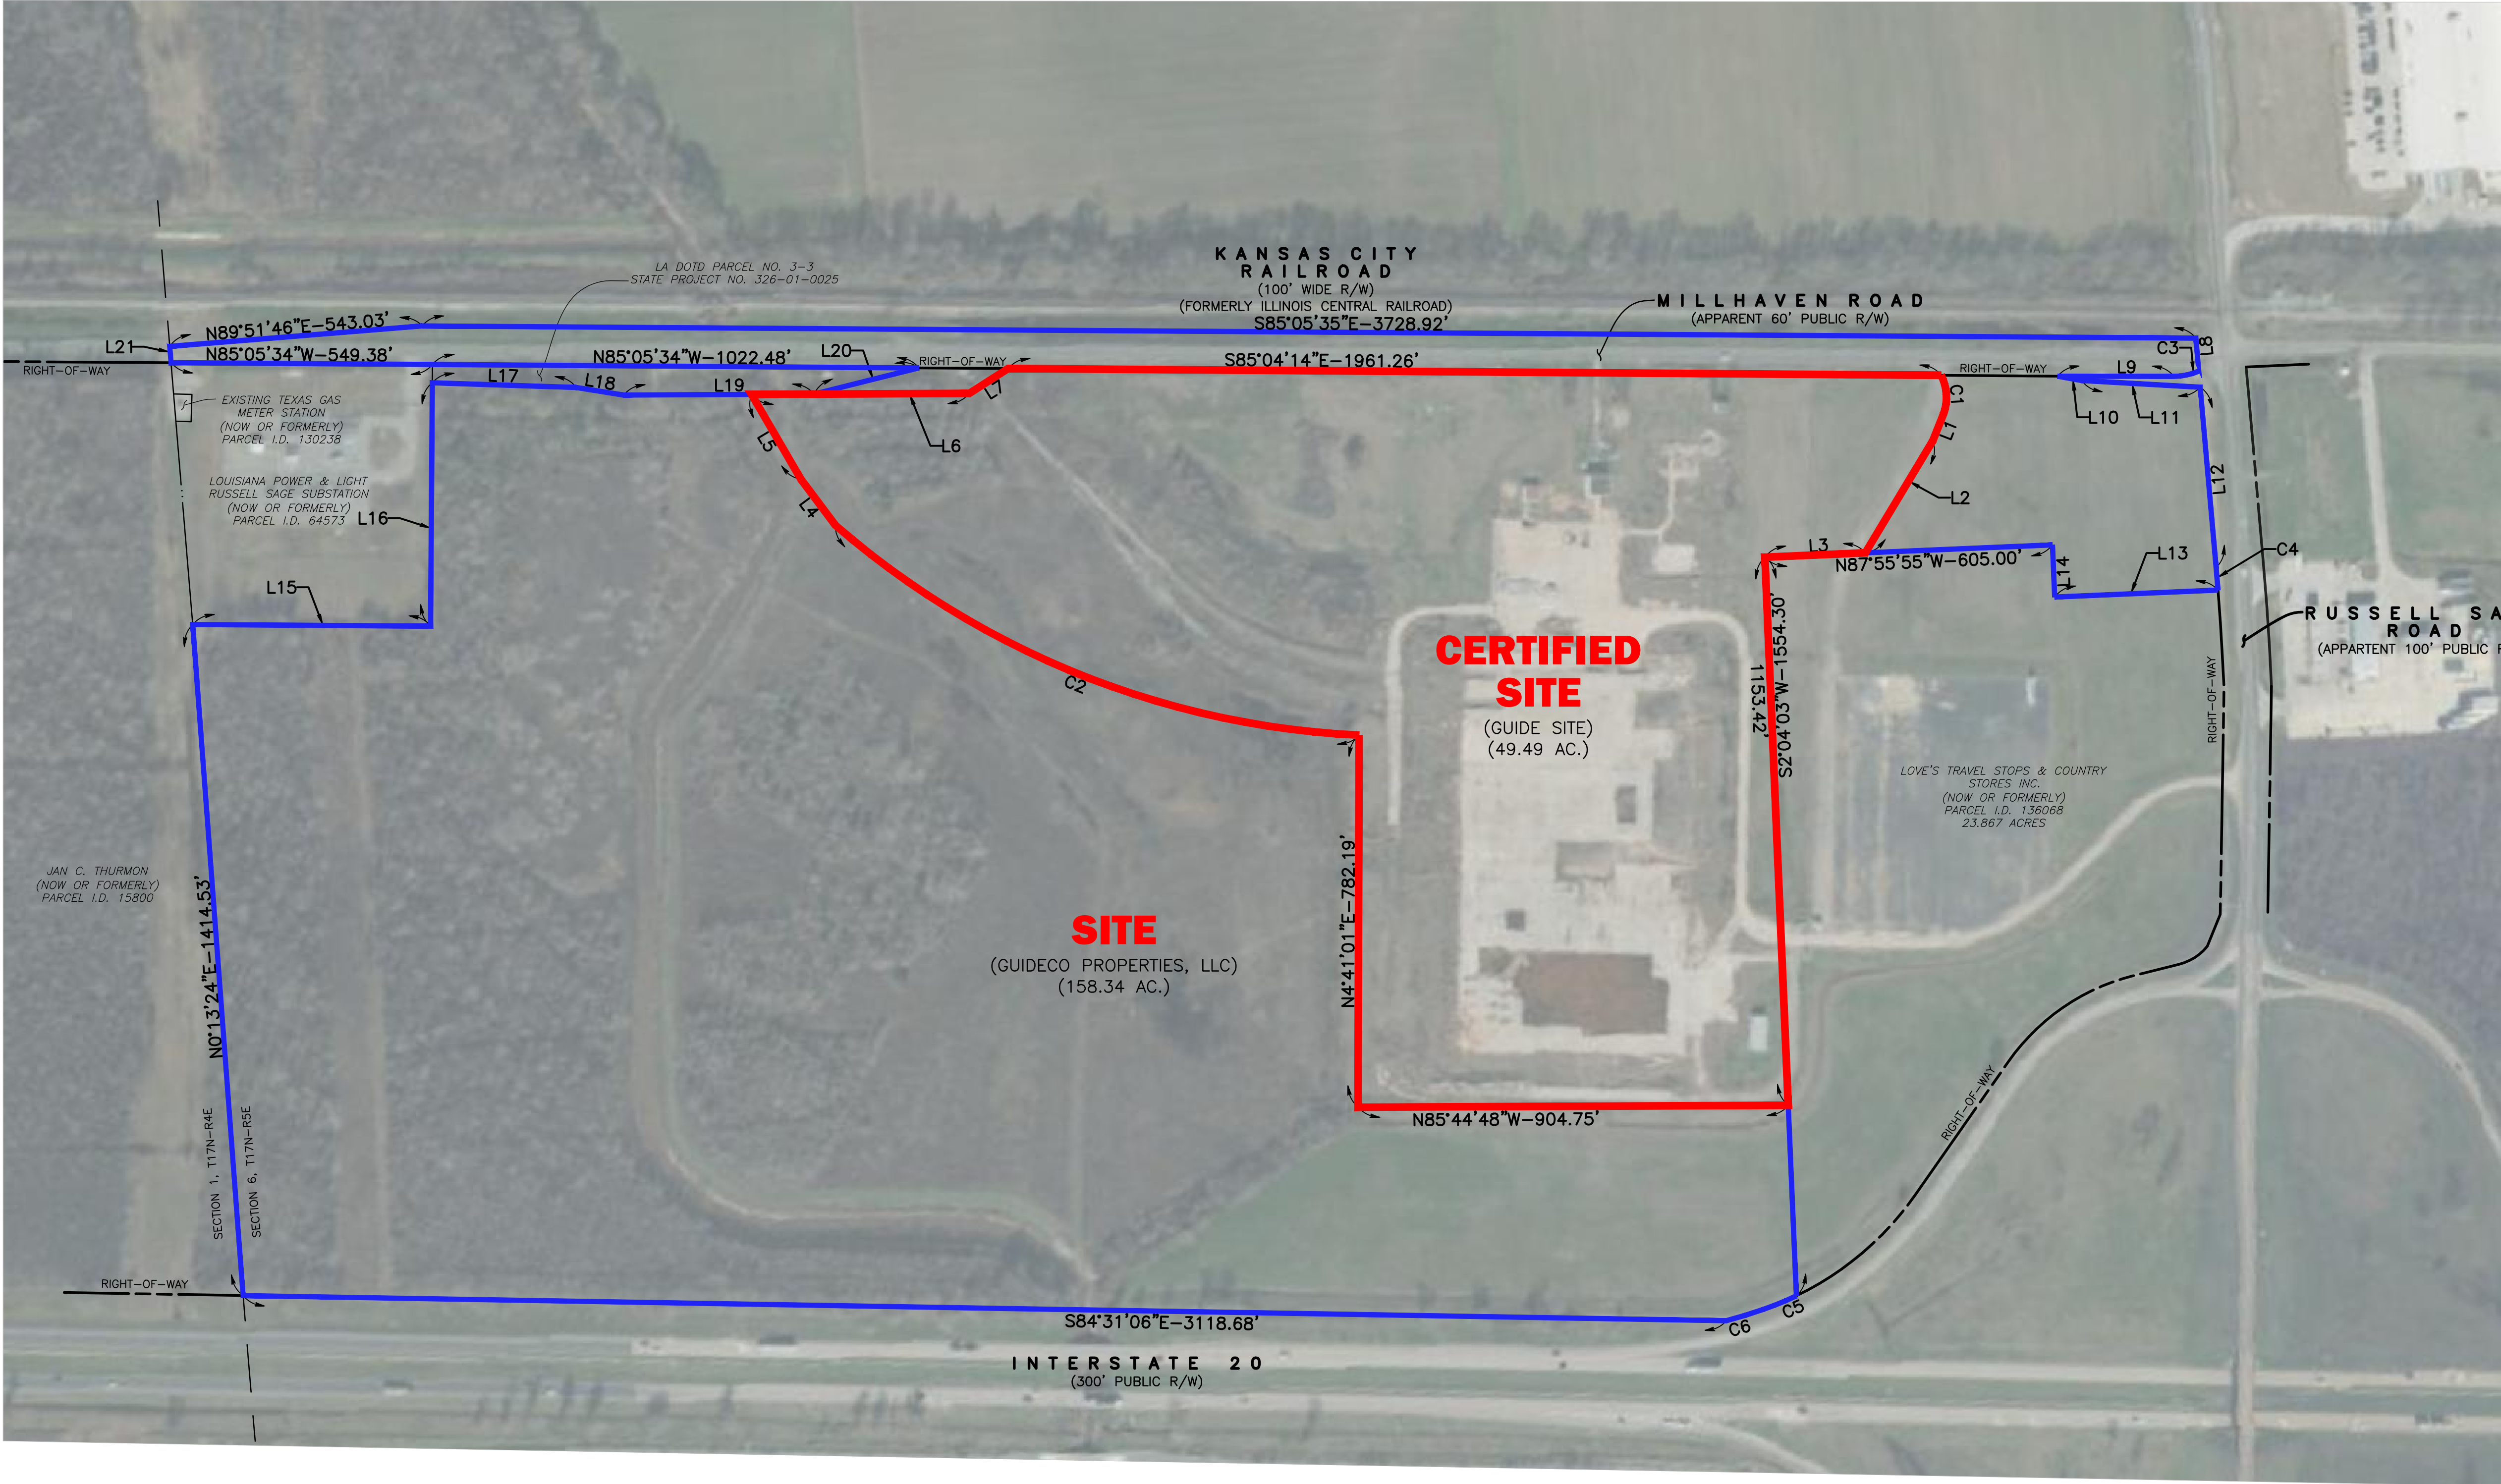 KANSAS CITY
RAILROAD
(100' WIDE R/W)
(FORMERLY ILLINOIS CENTRAL RAILROAD)
S85°05'35"E-3728.92'
MILLHAVEN ROAD
(APPARENT 60' PUBLIC R/W)
LA DOTD PARCEL NO. 3-3
STATE PROJECT NO. 326-01-0025
N89°51'46"E-543.03'
L21
N85°05'34"W-549.38'
RIGHT-OF-WAY
N85°05'34"W-1022.48'
L20
RIGHT-OF-WAY
S85°04'14"E-1961.26'
RIGHT-OF-WAY
L9
C3
L8
L17
L18
L19
L7
L6
L5
L4
C1
L1
L2
L10
L11
L12
EXISTING TEXAS GAS
METER STATION
(NOW OR FORMERLY)
PARCEL I.D. 130238
LOUISIANA POWER & LIGHT
RUSSELL SAGE SUBSTATION
(NOW OR FORMERLY)
PARCEL I.D. 64573
L16
L15
L3
N87°55'55"W-605.00'
L14
L13
C4
RUSSELL SA
ROAD
(APPARTENT 100' PUBLIC
RIGHT-OF-WAY
C2
CERTIFIED
SITE
(GUIDE SITE)
(49.49 AC.)
1153.42'
S2°04'03"W-1554.30'
LOVE'S TRAVEL STOPS & COUNTRY
STORES INC.
(NOW OR FORMERLY)
PARCEL I.D. 136068
23.867 ACRES
JAN C. THURMON
(NOW OR FORMERLY)
PARCEL I.D. 15800
N0°13'24"E-1414.53'
SITE
(GUIDECO PROPERTIES, LLC)
(158.34 AC.)
N4°41'01"E-782.19'
N85°44'48"W-904.75'
RIGHT-OF-WAY
SECTION 1, T17N-R4E
SECTION 6, T17N-R5E
RIGHT-OF-WAY
S84°31'06"E-3118.68'
C6
C5
INTERSTATE 20
(300' PUBLIC R/W)